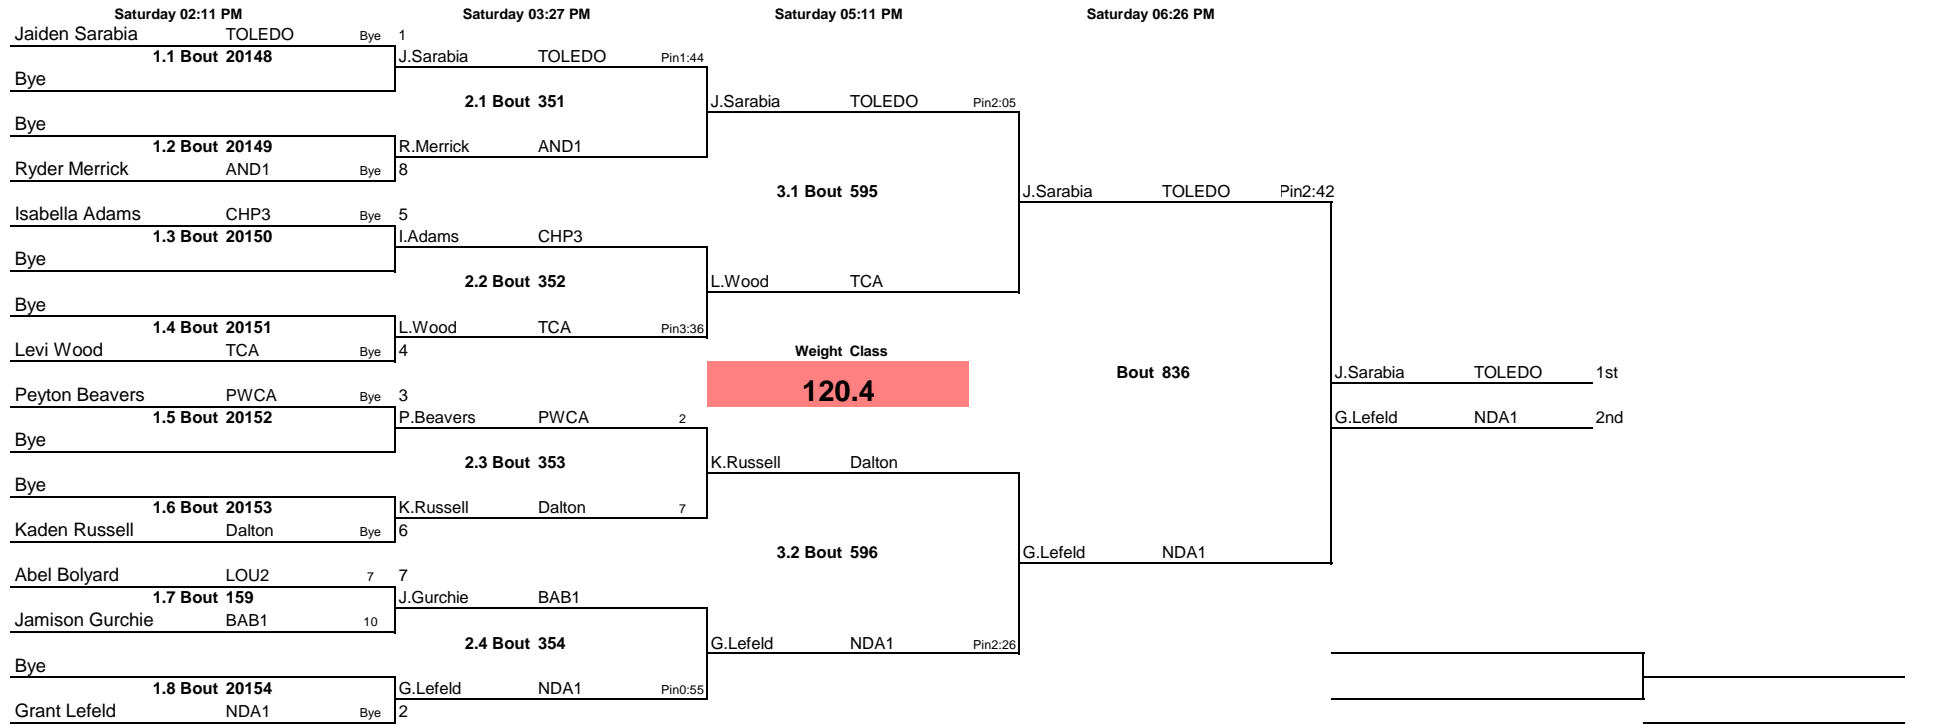 Saturday 02:11 PM Saturday 03:27 PM Saturday 05:11 PM Saturday 06:26 PM
Jaiden Sarabia TOLEDO Bye 1
1.1 Bout 20148 J.Sarabia TOLEDO Pin1:44
Bye
2.1 Bout 351 J.Sarabia TOLEDO Pin2:05
Bye
1.2 Bout 20149 R.Merrick AND1
Ryder Merrick AND1 Bye 8
3.1 Bout 595 J.Sarabia TOLEDO Pin2:42
Isabella Adams CHP3 Bye 5
1.3 Bout 20150 I.Adams CHP3
Bye
2.2 Bout 352 L.Wood TCA
Bye
1.4 Bout 20151 L.Wood TCA Pin3:36
Levi Wood TCA Bye 4 Weight Class
Bout 836 J.Sarabia TOLEDO 1st
Peyton Beavers PWCA Bye 3 120.4
1.5 Bout 20152 P.Beavers PWCA 2 G.Lefeld NDA1 2nd
Bye
2.3 Bout 353 K.Russell Dalton
Bye
1.6 Bout 20153 K.Russell Dalton 7
Kaden Russell Dalton Bye 6
3.2 Bout 596 G.Lefeld NDA1
Abel Bolyard LOU2 7 7
1.7 Bout 159 J.Gurchie BAB1
Jamison Gurchie BAB1 10
2.4 Bout 354 G.Lefeld NDA1 Pin2:26
Bye
1.8 Bout 20154 G.Lefeld NDA1 Pin0:55
Grant Lefeld NDA1 Bye 2